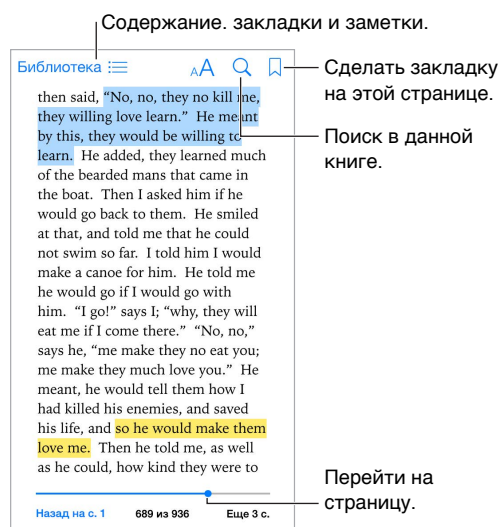 Содержание. закладки и заметки.
Библиотека
AA
Сделать закладку
на этой странице.
Поиск в данной
книге.
then said, “No, no, they no kill me,
they willing love learn.” He meant
by this, they would be willing to
learn. He added, they learned much
of the bearded mans that came in
the boat. Then I asked him if he
would go back to them. He smiled
at that, and told me that he could
not swim so far. I told him I would
make a canoe for him. He told me
he would go if I would go with
him. “I go!” says I; “why, they will
eat me if I come there.” “No, no,”
says he, “me make they no eat you;
me make they much love you.” He
meant, he would tell them how I
had killed his enemies, and saved
his life, and so he would make them
love me. Then he told me, as well
as he could, how kind they were to
Перейти на
страницу.
Назад на с. 1 689 из 936 Еще 3 с.